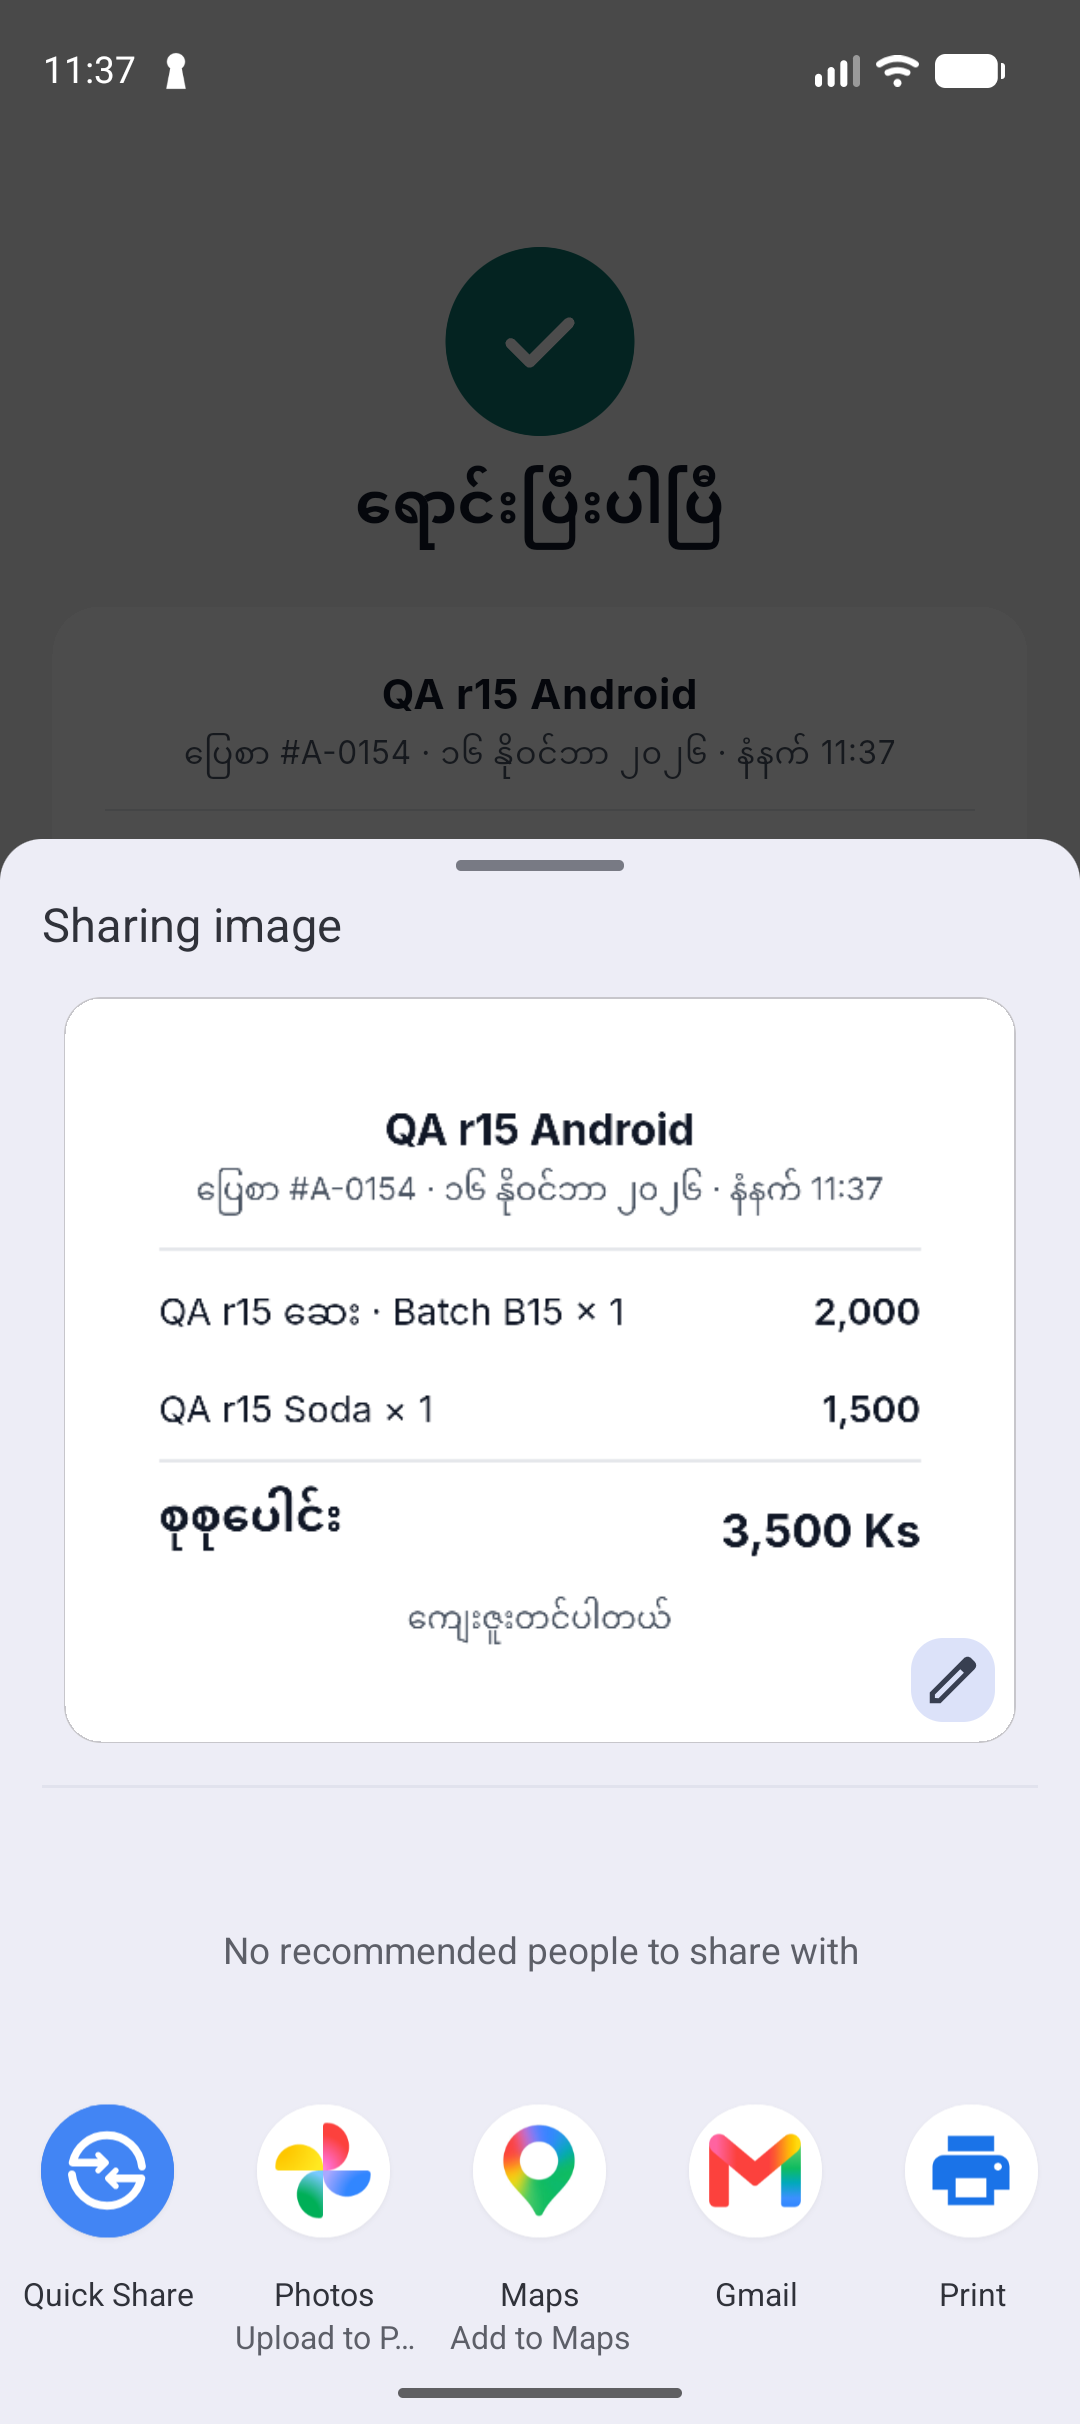 11:37
ရောင်းပြီးပါပြီ
QA r15 Android
ပြေစာ #A-0154 · ၁၆ နိုဝင်ဘာ ၂၀၂၆ · နံနက် 11:37
Sharing image
QA r15 Android
ပြေစာ #A-0154 · ၁၆ နိုဝင်ဘာ ၂၀၂၆ · နံနက် 11:37
QA r15 ဆေး · Batch B15 × 1 2,000
QA r15 Soda × 1 1,500
စုစုပေါင်း 3,500 Ks
ကျေးဇူးတင်ပါတယ်
No recommended people to share with
Quick Share Photos Maps Gmail Print
Upload to P... Add to Maps